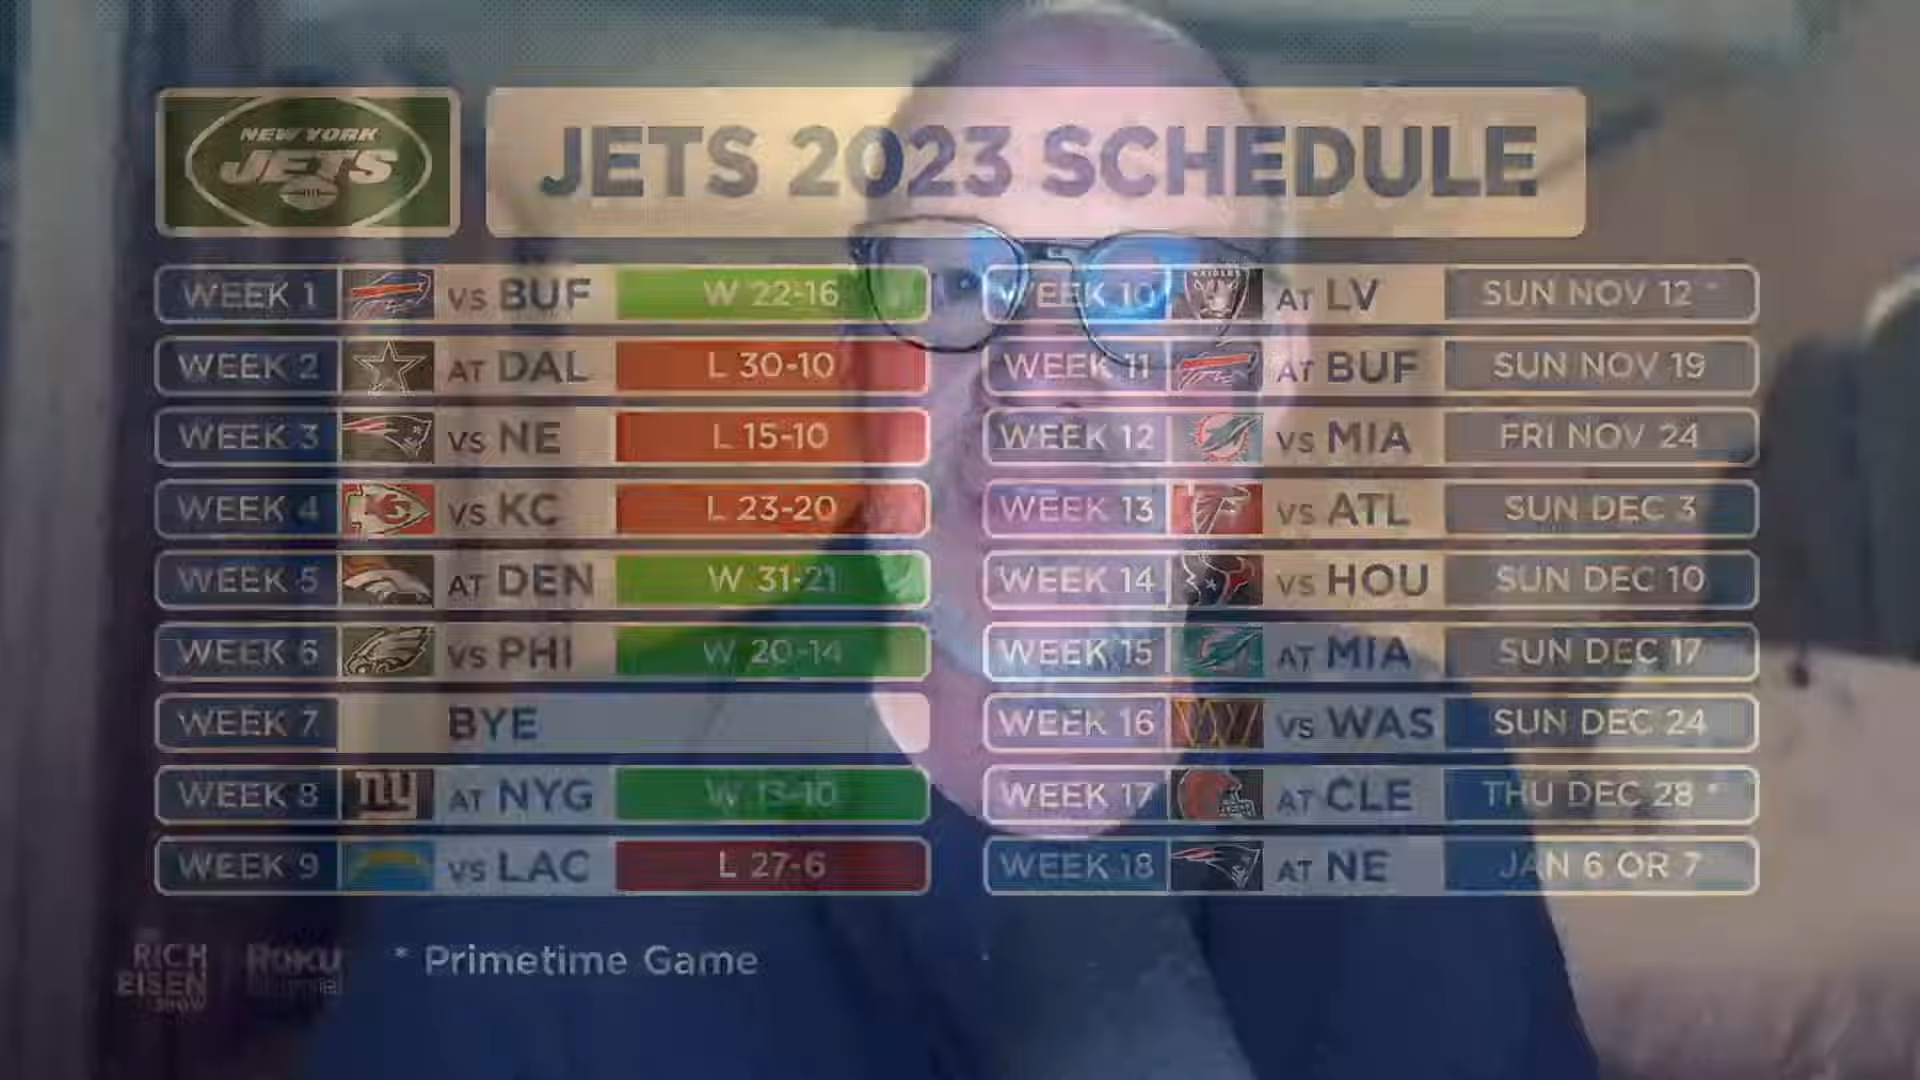 NEW YORK
JETS
JETS 2023 SCHEDULE
WEEK 1 VS BUF W 22-16
WEEK 2 AT DAL L 30-10
WEEK 3 VS NE L 15-10
WEEK 4 VS KC L 23-20
WEEK 5 AT DEN W 31-21
WEEK 6 VS PHI W 20-14
WEEK 7 BYE
WEEK 8 NY AT NYG W 13-10
WEEK 9 VS LAC L 27-6
WEEK 10 RAIDERS AT LV SUN NOV 12 *
WEEK 11 AT BUF SUN NOV 19
WEEK 12 VS MIA FRI NOV 24
WEEK 13 VS ATL SUN DEC 3
WEEK 14 VS HOU SUN DEC 10
WEEK 15 AT MIA SUN DEC 17
WEEK 16 W VS WAS SUN DEC 24
WEEK 17 AT CLE THU DEC 28 *
WEEK 18 AT NE JAN 6 OR 7
* Primetime Game
THE
RICH
EISEN
SHOW
Roku
Channel